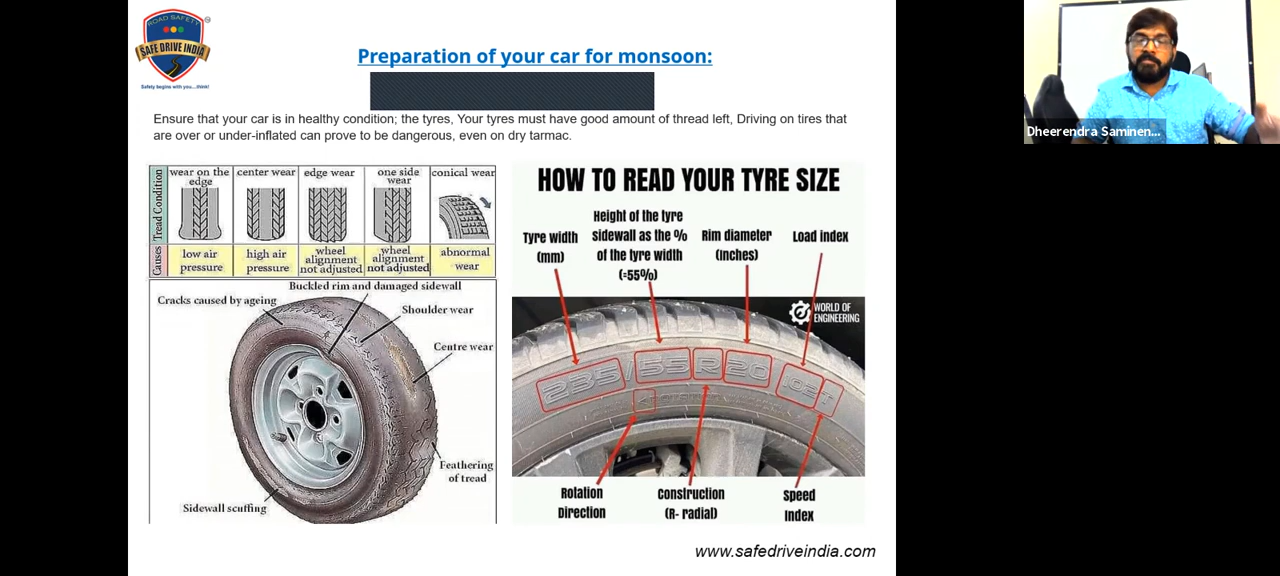 ROAD SAFETY
SAFE DRIVE INDIA
Safety begins with you...think!
Preparation of your car for monsoon:
Ensure that your car is in healthy condition; the tyres, Your tyres must have good amount of thread left, Driving on tires that
are over or under-inflated can prove to be dangerous, even on dry tarmac.
Tread Condition
wear on the
edge
center wear
edge wear
one side
wear
conical wear
Causes
low air
pressure
high air
pressure
wheel
alignment
not adjusted
wheel
alignment
not adjusted
abnormal
wear
Buckled rim and damaged sidewall
Cracks caused by ageing
Shoulder wear
Centre wear
Feathering
of tread
Sidewall scuffing
HOW TO READ YOUR TYRE SIZE
Tyre width
(mm)
Height of the tyre
sidewall as the %
of the tyre width
(=55%)
Rim diameter
(inches)
Load index
WORLD OF
ENGINEERING
235/55 R20 102T
Rotation
Direction
Construction
(R- radial)
Speed
Index
www.safedriveindia.com
Dheerendra Saminen...